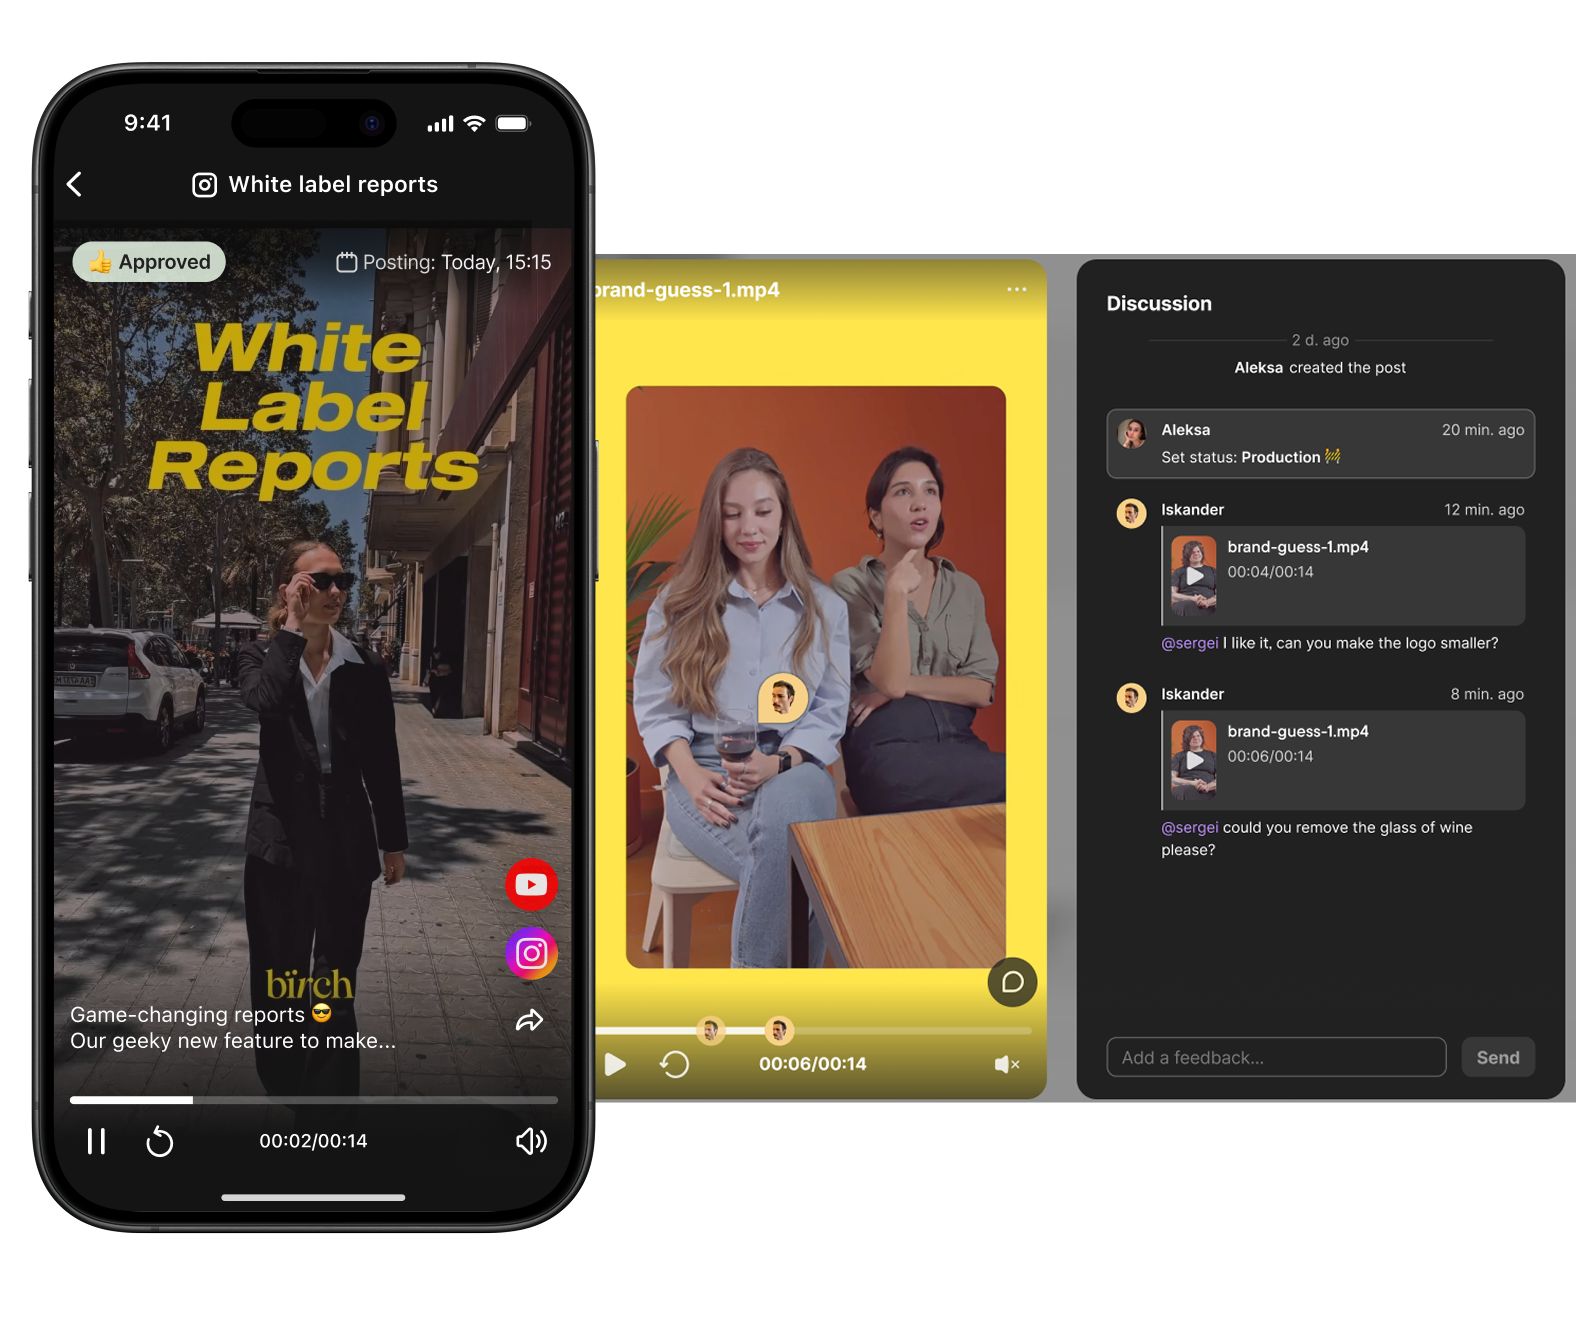 9:41
White label reports
👍 Approved
Posting: Today, 15:15
White
Label
Reports
bïrch
Game-changing reports 😎
Our geeky new feature to make...
00:02/00:14
brand-guess-1.mp4
00:06/00:14
Discussion
2 d. ago
Aleksa created the post
Aleksa 20 min. ago
Set status: Production 🚧
Iskander 12 min. ago
brand-guess-1.mp4
00:04/00:14
@sergei I like it, can you make the logo smaller?
Iskander 8 min. ago
brand-guess-1.mp4
00:06/00:14
@sergei could you remove the glass of wine
please?
Add a feedback...
Send